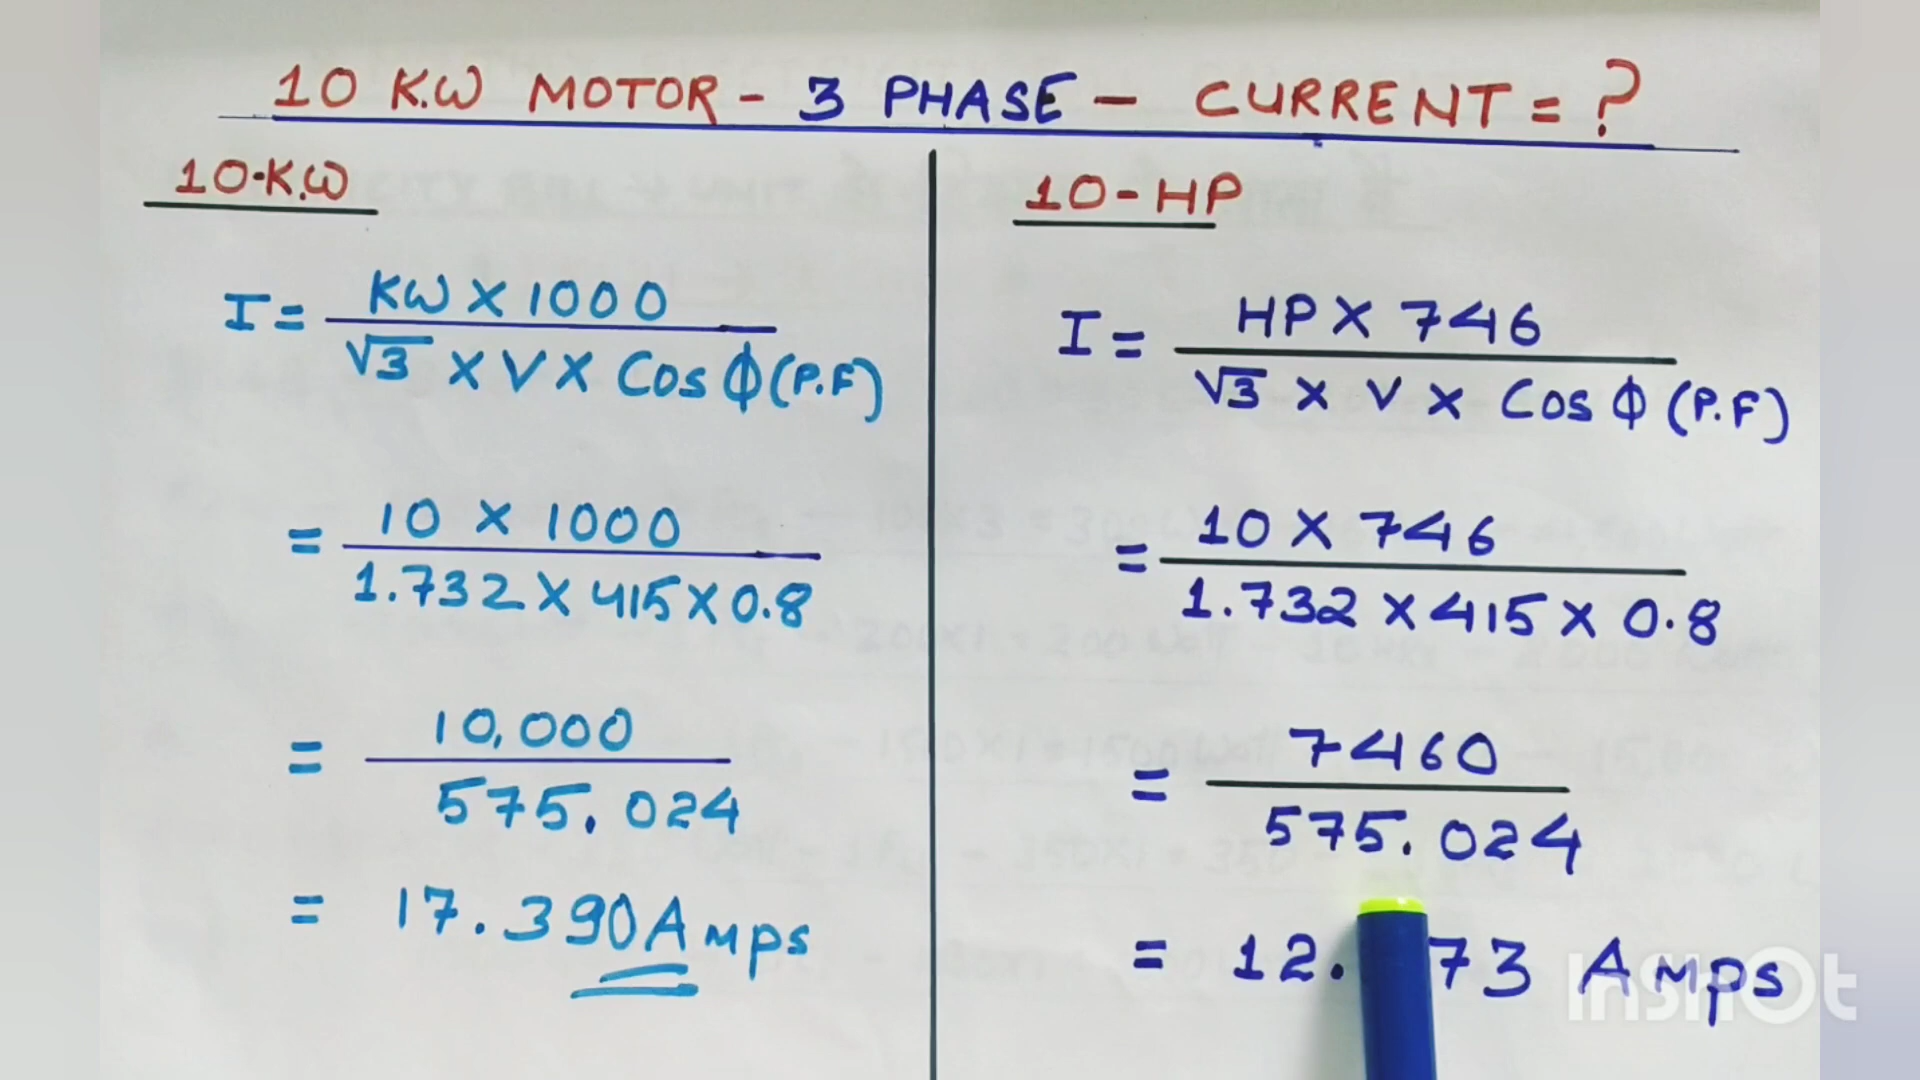 10 K.W MOTOR - 3 PHASE - CURRENT = ?
10·K.W
I = KW X 1000
√3 X V X Cos ϕ (P.F)
= 10 X 1000
1.732 X 415 X 0.8
= 10,000
575.024
= 17.390 Amps
10-HP
I = HP X 746
√3 X V X Cos ϕ (P.F)
= 10 X 746
1.732 X 415 X 0.8
= 7460
575.024
= Amps
InShOt